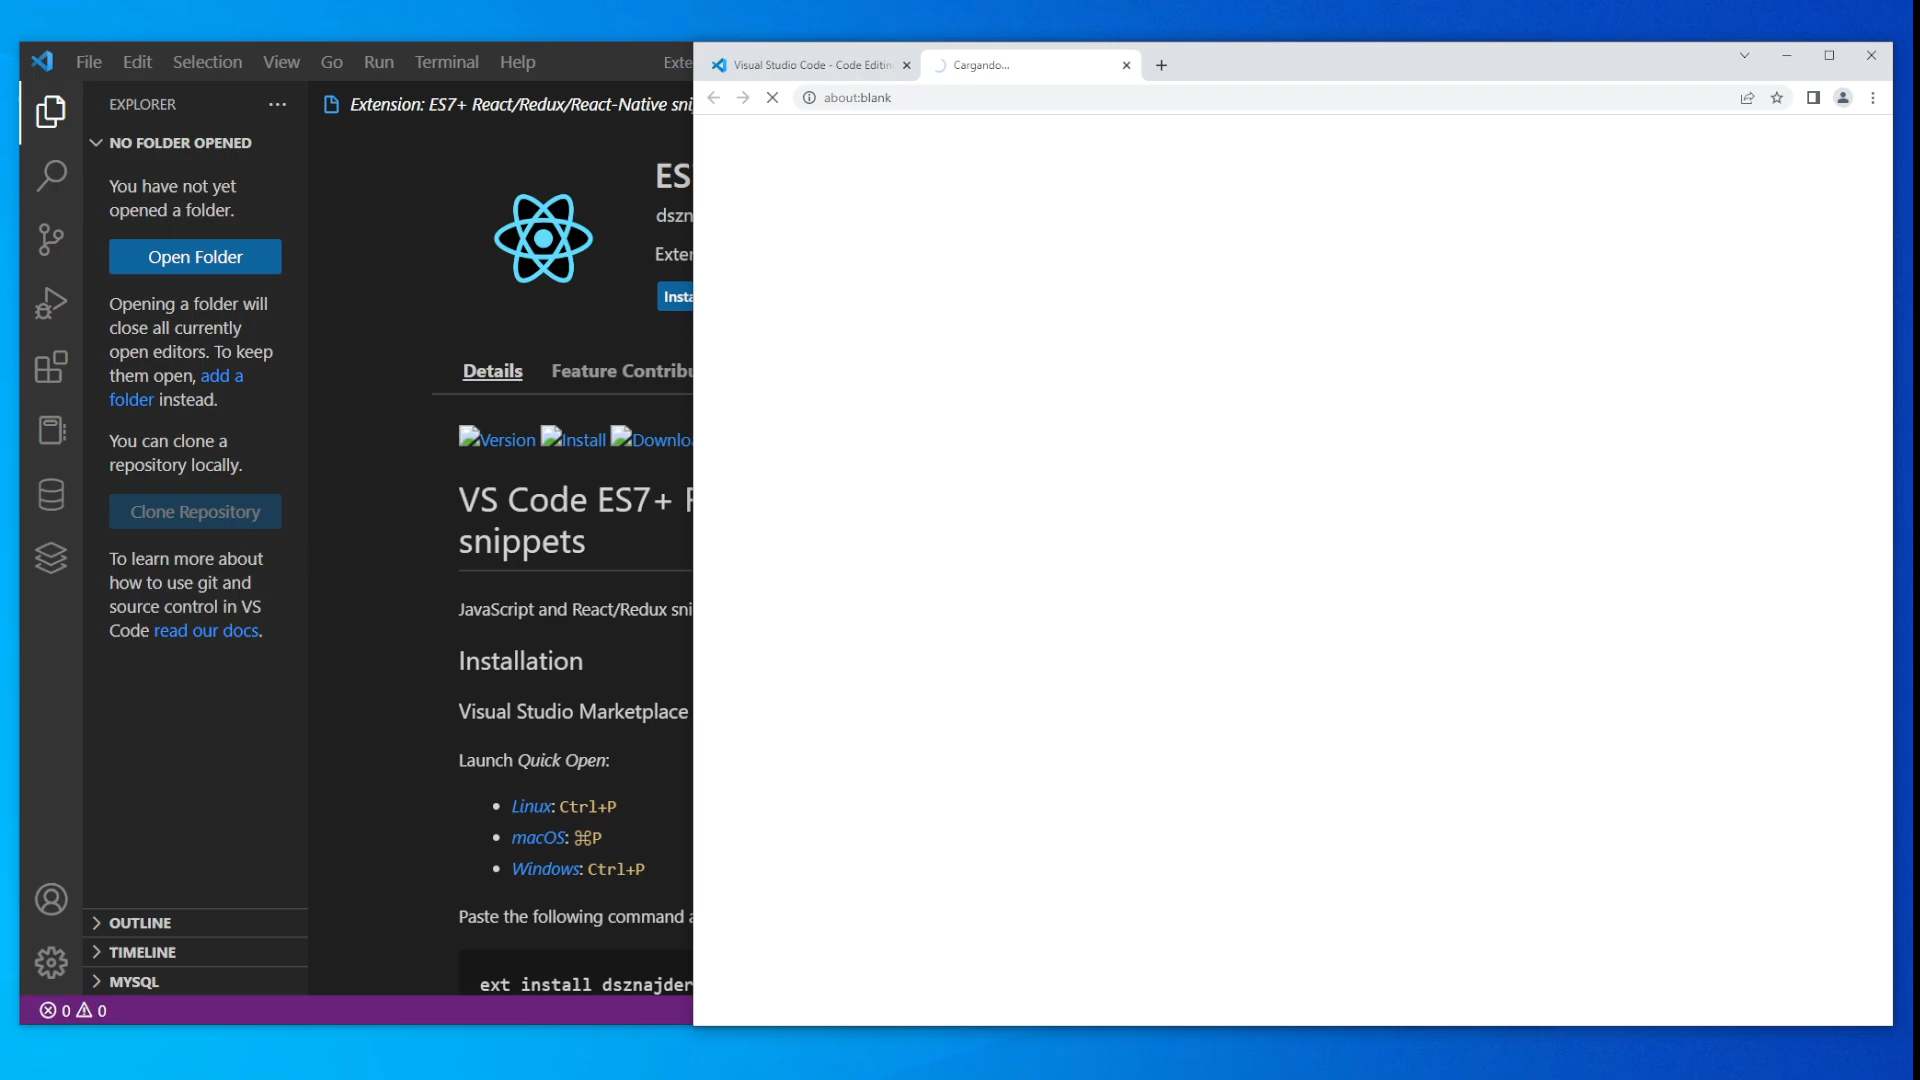 File Edit Selection View Go Run Terminal Help
EXPLORER
NO FOLDER OPENED
You have not yet
opened a folder.
Open Folder
Opening a folder will
close all currently
open editors. To keep
them open, add a
folder instead.
You can clone a
repository locally.
Clone Repository
To learn more about
how to use git and
source control in VS
Code read our docs.
OUTLINE
TIMELINE
MYSQL
0 0
Exte
Extension: ES7+ React/Redux/React-Native sni
ES
dszn
Exter
Insta
Details Feature Contribu
Version Install Downloa
VS Code ES7+
snippets
JavaScript and React/Redux sni
Installation
Visual Studio Marketplace
Launch Quick Open:
Linux: Ctrl+P
macOS: ⌘P
Windows: Ctrl+P
Paste the following command a
ext install dsznajder
Visual Studio Code - Code Editin
Cargando...
about:blank